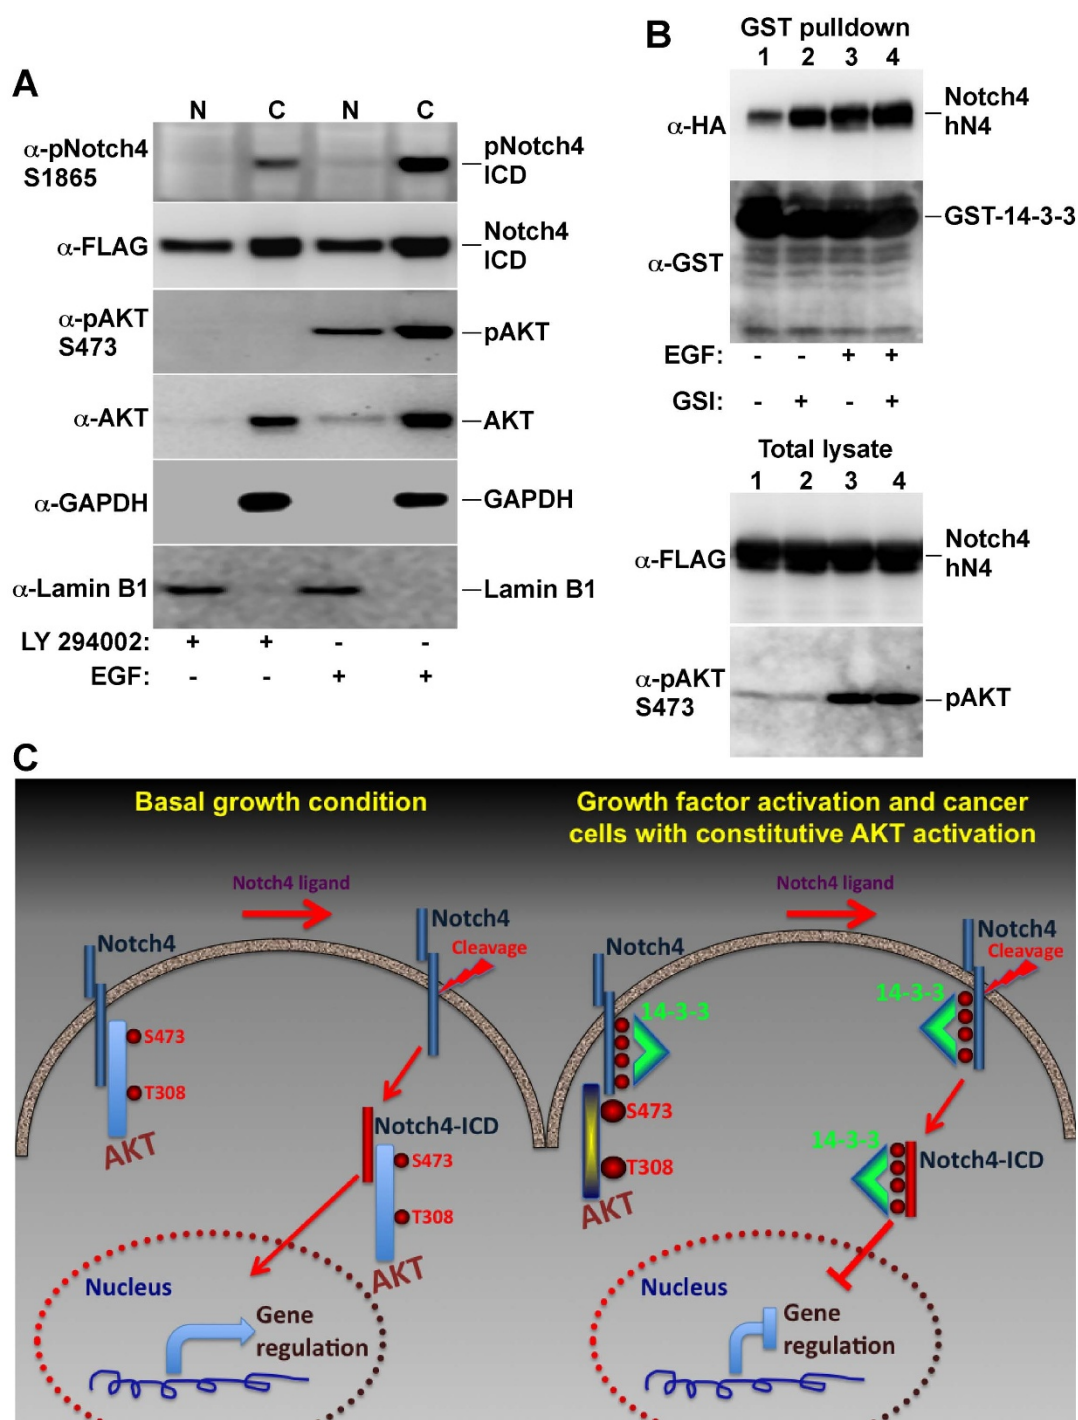 A
N C N C
α-pNotch4
S1865
pNotch4
ICD
α-FLAG
Notch4
ICD
α-pAKT
S473
pAKT
α-AKT
AKT
α-GAPDH
GAPDH
α-Lamin B1
Lamin B1
LY 294002: + + - -
EGF: - - + +
B
GST pulldown
1 2 3 4
α-HA
Notch4
hN4
GST-14-3-3
α-GST
EGF: - - + +
GSI: - + - +
Total lysate
1 2 3 4
α-FLAG
Notch4
hN4
α-pAKT
S473
pAKT
C
Basal growth condition
Notch4 ligand
Notch4
Notch4
Cleavage
S473
T308
AKT
Notch4-ICD
S473
T308
AKT
Nucleus
Gene
regulation
Growth factor activation and cancer
cells with constitutive AKT activation
Notch4 ligand
Notch4
Notch4
Cleavage
14-3-3
14-3-3
S473
T308
AKT
14-3-3
Notch4-ICD
Nucleus
Gene
regulation